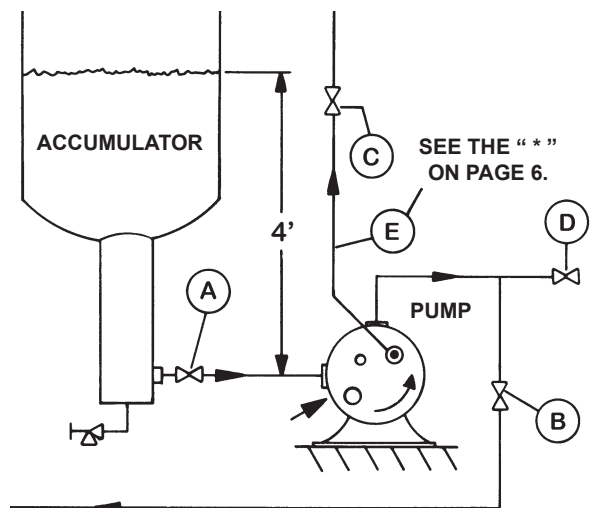 ACCUMULATOR
4'
C
SEE THE “ * ”
ON PAGE 6.
E
D
A
PUMP
B